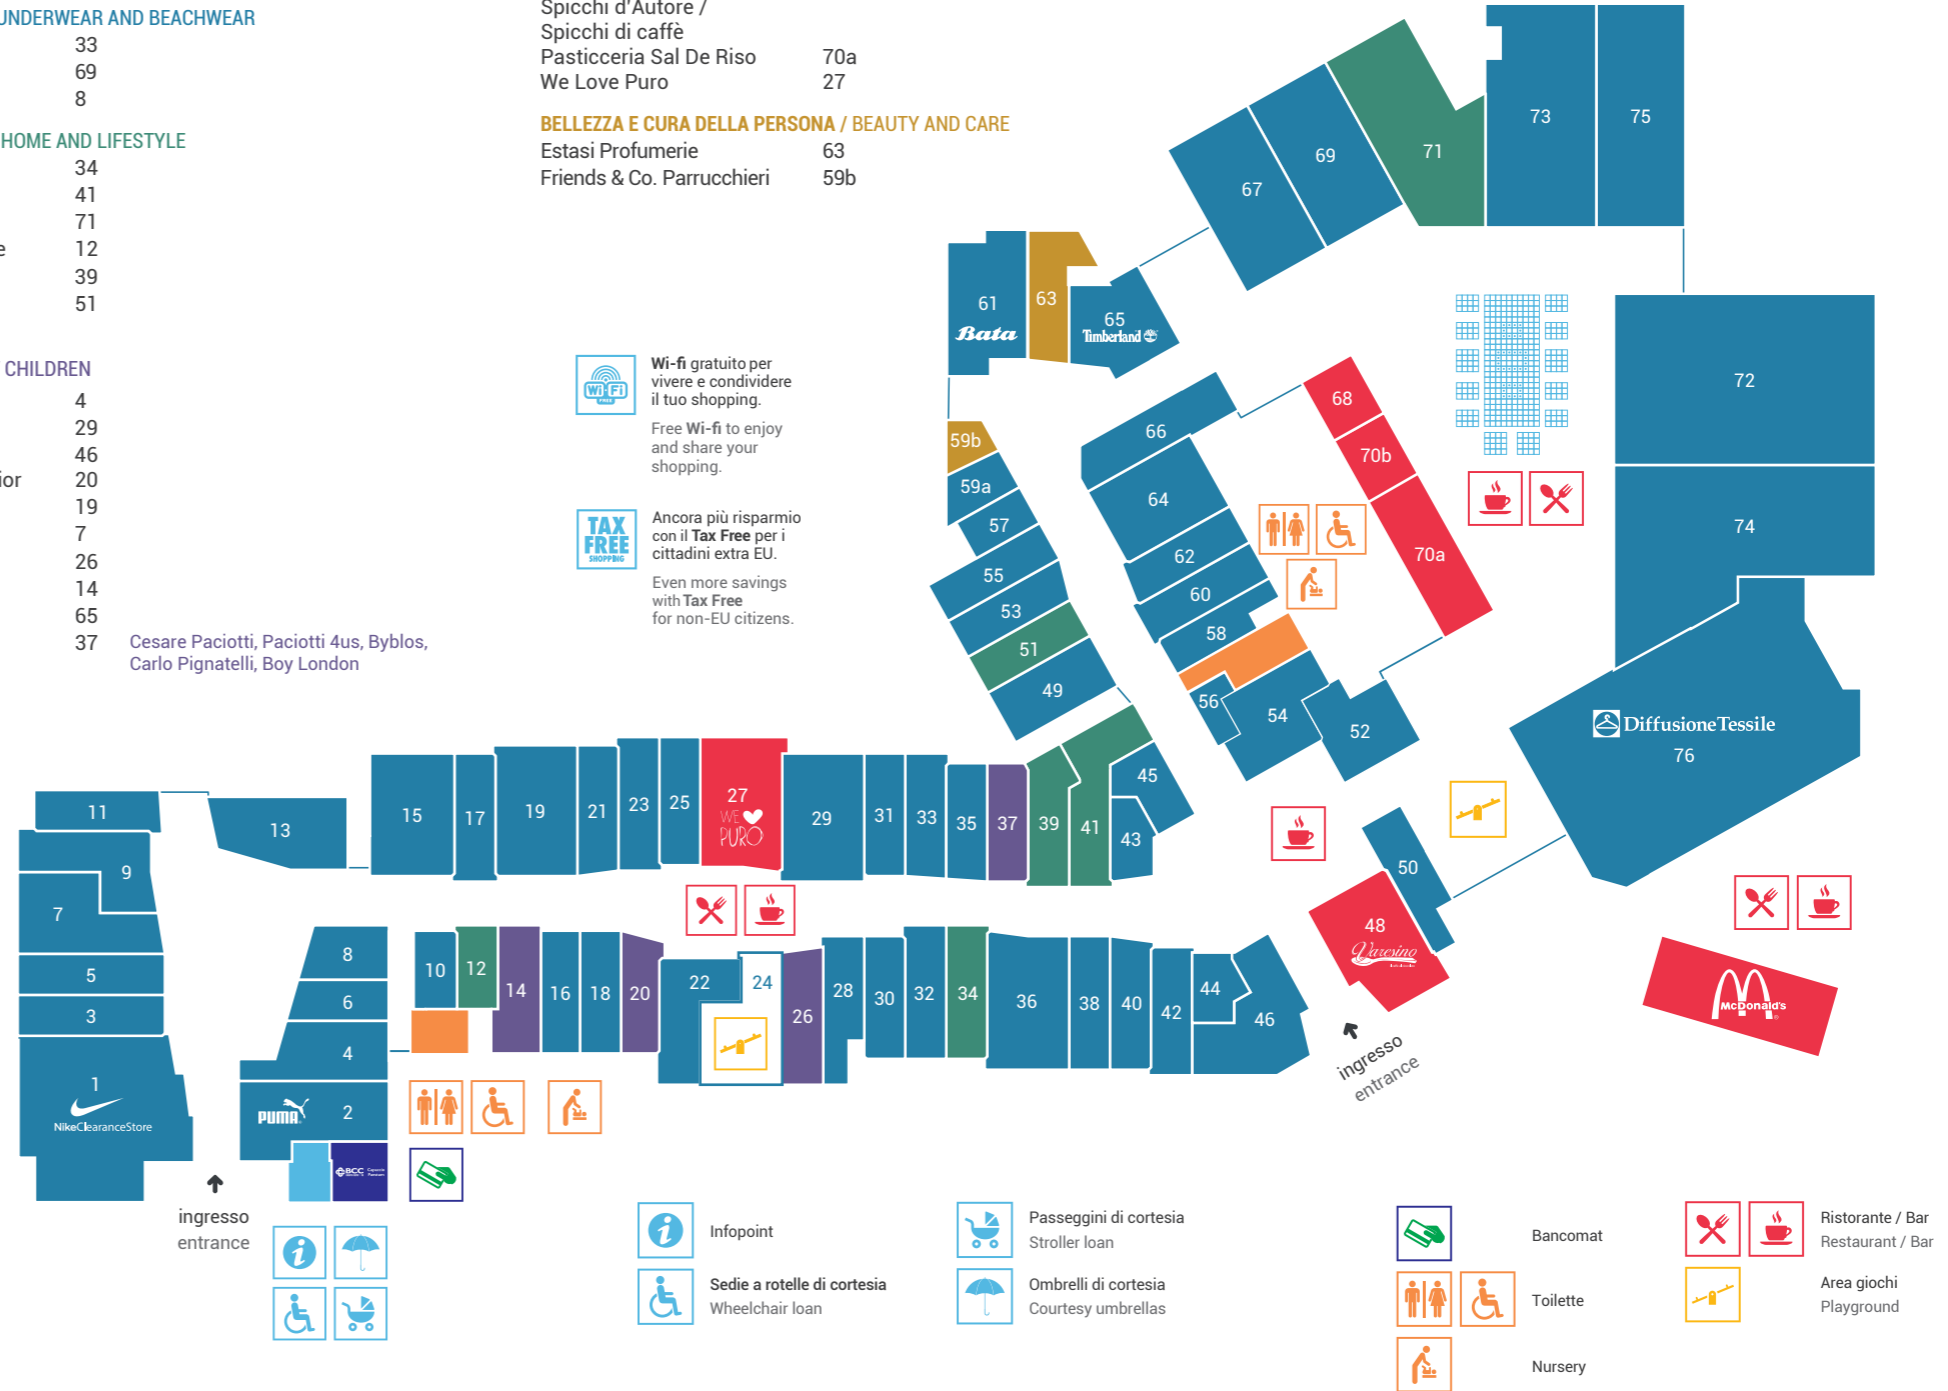 UNDERWEAR AND BEACHWEAR
33
69
8
HOME AND LIFESTYLE
34
41
71
e 12
39
51
CHILDREN
4
29
46
ior 20
19
7
26
14
65
37 Cesare Paciotti, Paciotti 4us, Byblos,
Carlo Pignatelli, Boy London
Spicchi d'Autore /
Spicchi di caffè
Pasticceria Sal De Riso 70a
We Love Puro 27
BELLEZZA E CURA DELLA PERSONA / BEAUTY AND CARE
Estasi Profumerie 63
Friends & Co. Parrucchieri 59b
Wi Fi
FREE
Wi-fi gratuito per
vivere e condividere
il tuo shopping.
Free Wi-fi to enjoy
and share your
shopping.
TAX
FREE
SHOPPING
Ancora più risparmio
con il Tax Free per i
cittadini extra EU.
Even more savings
with Tax Free
for non-EU citizens.
73
75
71
69
67
61
Bata
63
65
Timberland
72
68
66
70b
59b
59a
64
57
74
70a
62
55
60
53
58
51
49
56
54
52
DiffusioneTessile
76
45
43
11
13
15
17
19
21
23
25
27
WE
PURO
29
31
33
35
37
39
41
9
7
5
3
1
NikeClearanceStore
50
48
Varesino
McDonald's
8
6
4
PUMA
2
BCC
10
12
14
16
18
20
22
24
26
28
30
32
34
36
38
40
42
44
46
ingresso
entrance
ingresso
entrance
Infopoint
Sedie a rotelle di cortesia
Wheelchair loan
Passeggini di cortesia
Stroller loan
Ombrelli di cortesia
Courtesy umbrellas
Bancomat
Toilette
Nursery
Ristorante / Bar
Restaurant / Bar
Area giochi
Playground